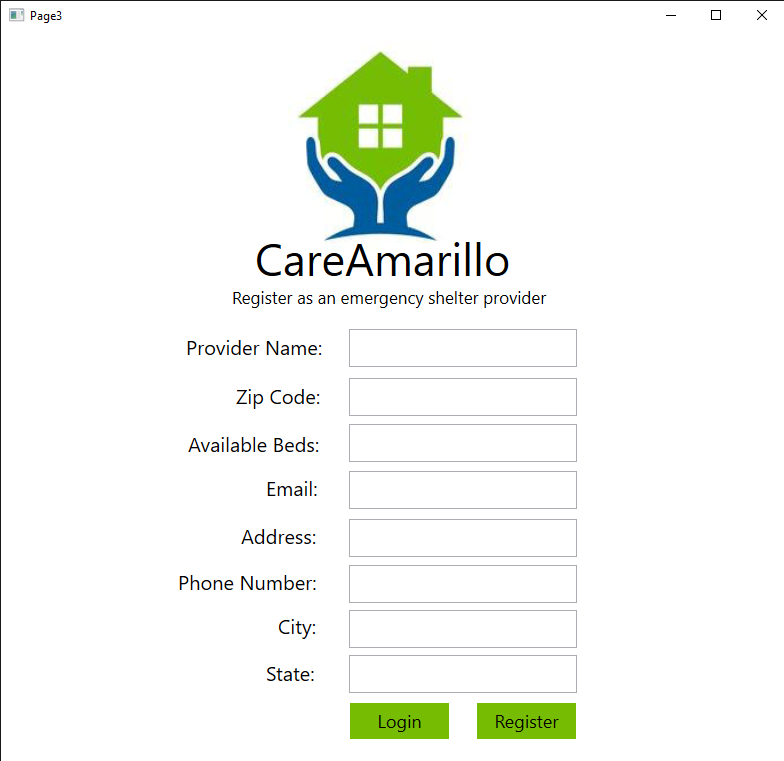 Page3
CareAmarillo
Register as an emergency shelter provider
Provider Name:
Zip Code:
Available Beds:
Email:
Address:
Phone Number:
City:
State:
Login Register